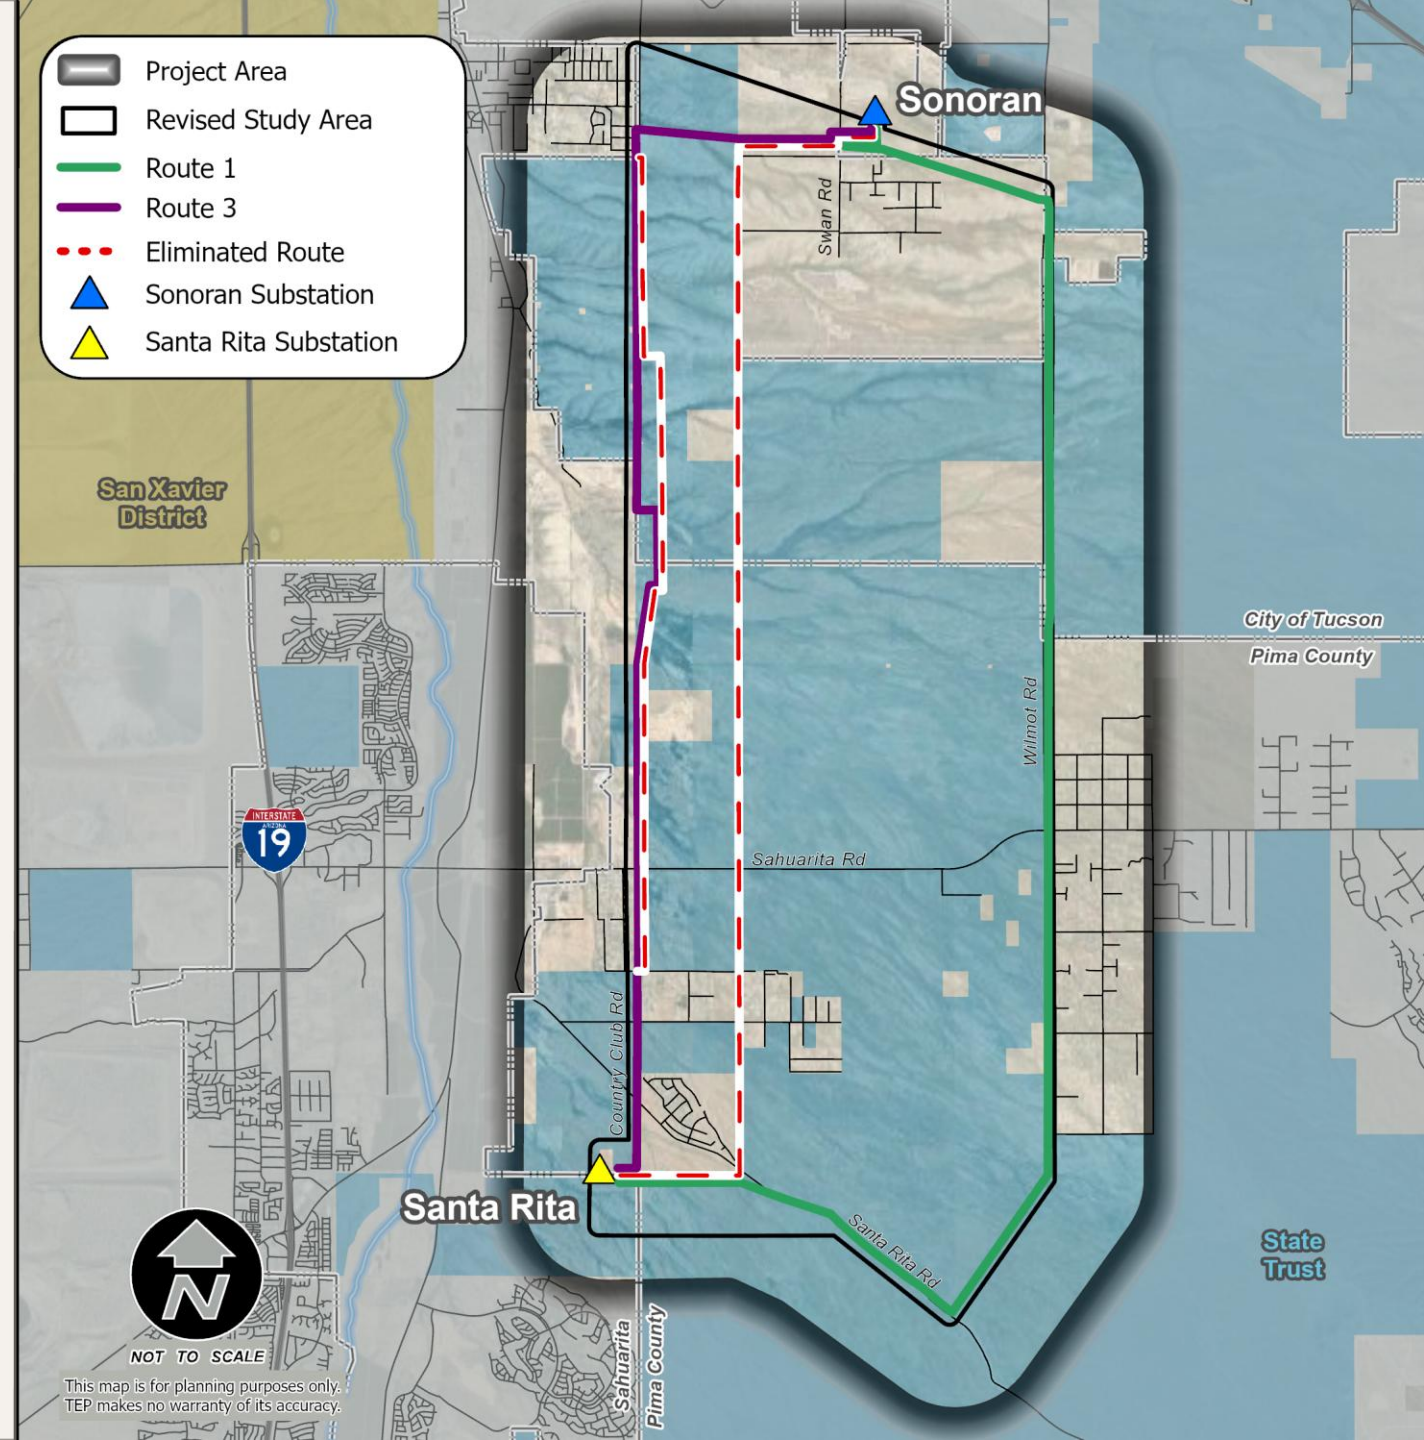 Project Area
Revised Study Area
Route 1
Route 3
Eliminated Route
Sonoran Substation
Santa Rita Substation
Sonoran
Swan Rd
San Xavier
District
City of Tucson
Pima County
Wilmot Rd
INTERSTATE
ARIZONA
19
Sahuarita Rd
Country Club Rd
Santa Rita
Santa Rita Rd
State
Trust
N
NOT TO SCALE
This map is for planning purposes only.
TEP makes no warranty of its accuracy.
Sahuarita
Pima County